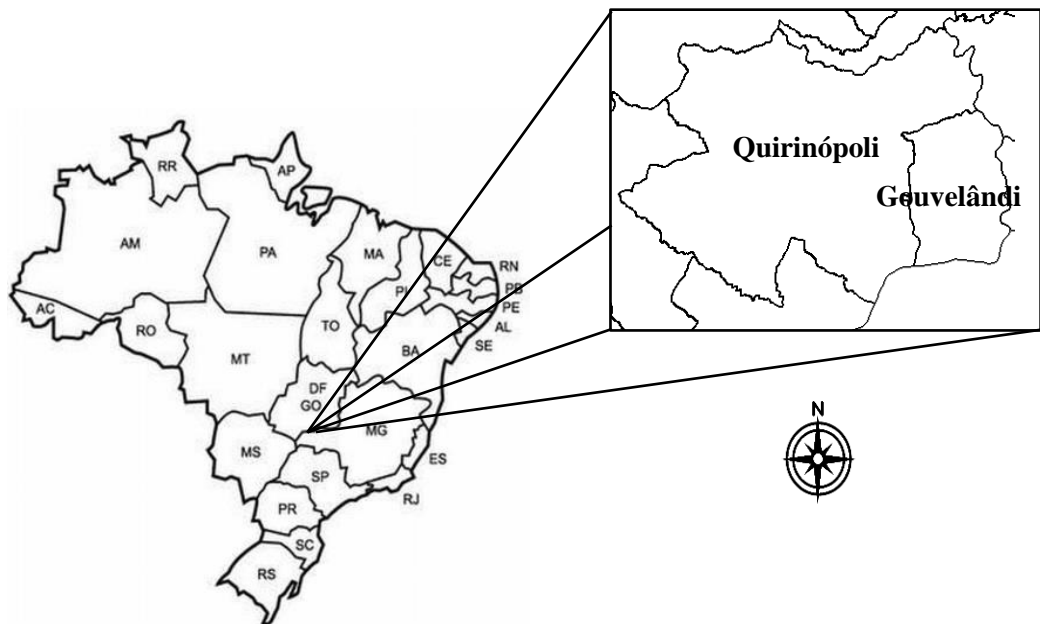 RR
AP
AM
PA
MA
CE
RN
PI
PB
PE
AC
RO
TO
AL
SE
BA
MT
DF
GO
MG
MS
ES
SP
RJ
PR
SC
RS
Quirinópoli
Gouvelândi
N